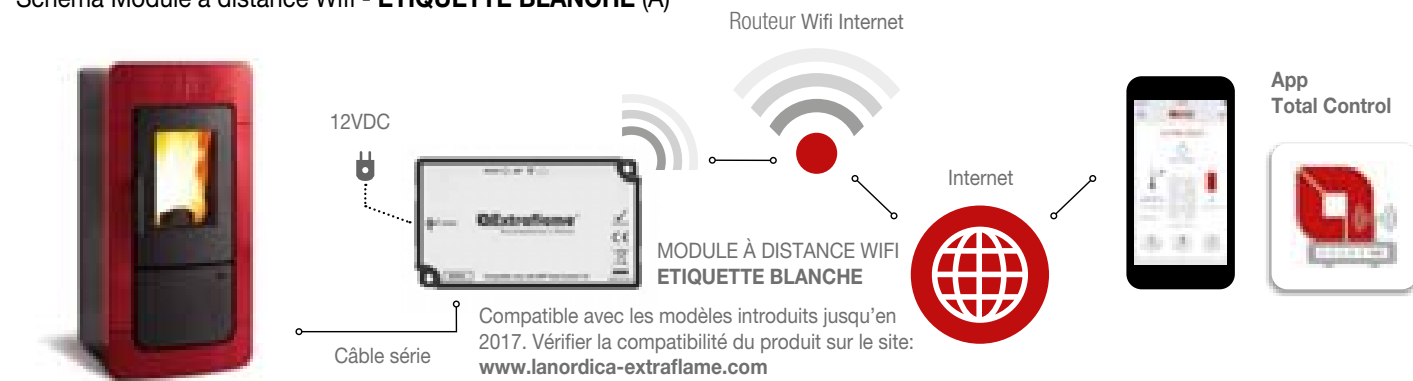 Schéma Module à distance Wifi - ETIQUETTE BLANCHE (A)
Routeur Wifi Internet
App
Total Control
12VDC
Internet
Extraflame
MODULE À DISTANCE WIFI
ETIQUETTE BLANCHE
Compatible avec les modèles introduits jusqu'en
2017. Vérifier la compatibilité du produit sur le site:
www.lanordica-extraflame.com
Câble série